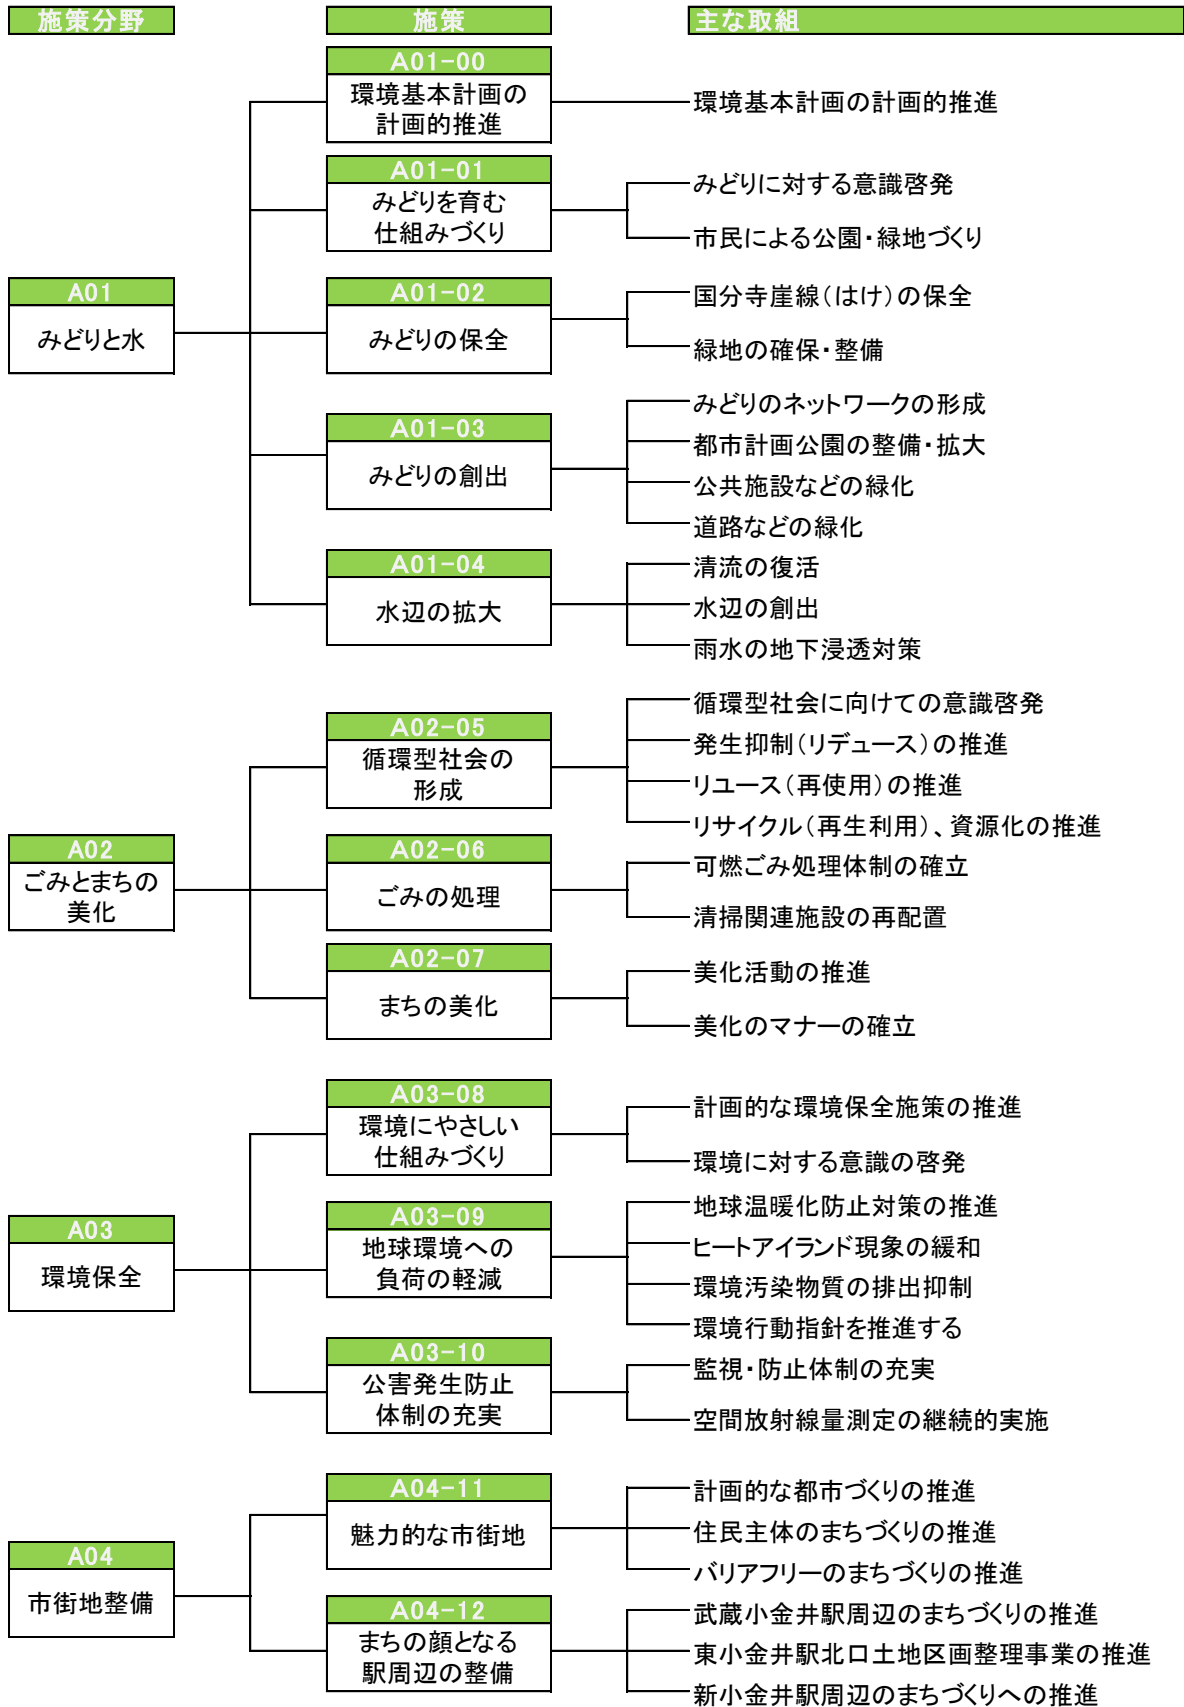 施策分野
施策
主な取組
A01
みどりと水
A01-00
環境基本計画の
計画的推進
環境基本計画の計画的推進
A01-01
みどりを育む
仕組みづくり
みどりに対する意識啓発
市民による公園・緑地づくり
A01-02
みどりの保全
国分寺崖線(はけ)の保全
緑地の確保・整備
A01-03
みどりの創出
みどりのネットワークの形成
都市計画公園の整備・拡大
公共施設などの緑化
道路などの緑化
A01-04
水辺の拡大
清流の復活
水辺の創出
雨水の地下浸透対策
A02
ごみとまちの
美化
A02-05
循環型社会の
形成
循環型社会に向けての意識啓発
発生抑制(リデュース)の推進
リユース(再使用)の推進
リサイクル(再生利用)、資源化の推進
A02-06
ごみの処理
可燃ごみ処理体制の確立
清掃関連施設の再配置
A02-07
まちの美化
美化活動の推進
美化のマナーの確立
A03
環境保全
A03-08
環境にやさしい
仕組みづくり
計画的な環境保全施策の推進
環境に対する意識の啓発
A03-09
地球環境への
負荷の軽減
地球温暖化防止対策の推進
ヒートアイランド現象の緩和
環境汚染物質の排出抑制
環境行動指針を推進する
A03-10
公害発生防止
体制の充実
監視・防止体制の充実
空間放射線量測定の継続的実施
A04
市街地整備
A04-11
魅力的な市街地
計画的な都市づくりの推進
住民主体のまちづくりの推進
バリアフリーのまちづくりの推進
A04-12
まちの顔となる
駅周辺の整備
武蔵小金井駅周辺のまちづくりの推進
東小金井駅北口土地区画整理事業の推進
新小金井駅周辺のまちづくりへの推進